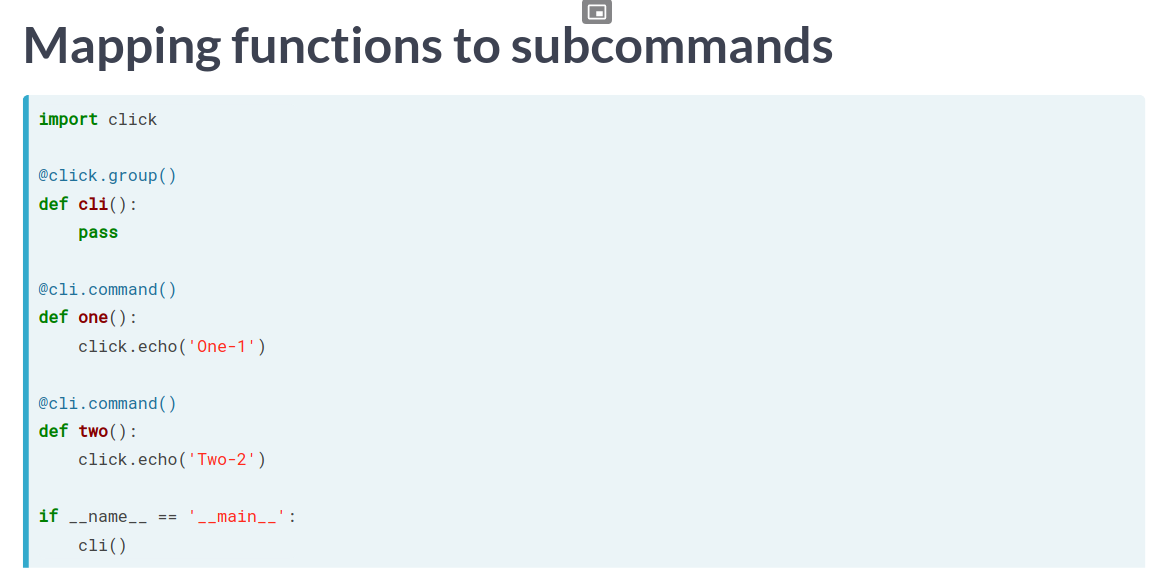 Mapping functions to subcommands
import click
@click.group()
def cli():
    pass
@cli.command()
def one():
    click.echo('One-1')
@cli.command()
def two():
    click.echo('Two-2')
if __name__ == '__main__':
    cli()